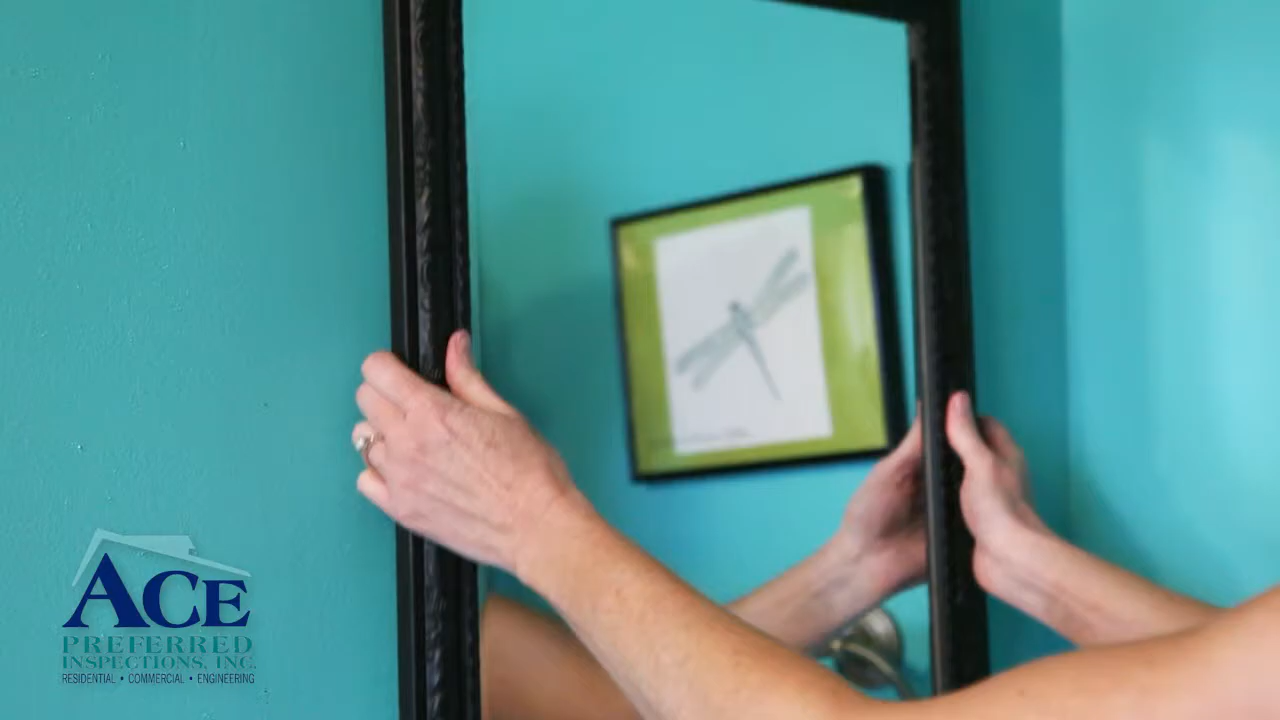 ACE
PREFERRED
INSPECTIONS, INC.
RESIDENTIAL • COMMERCIAL • ENGINEERING